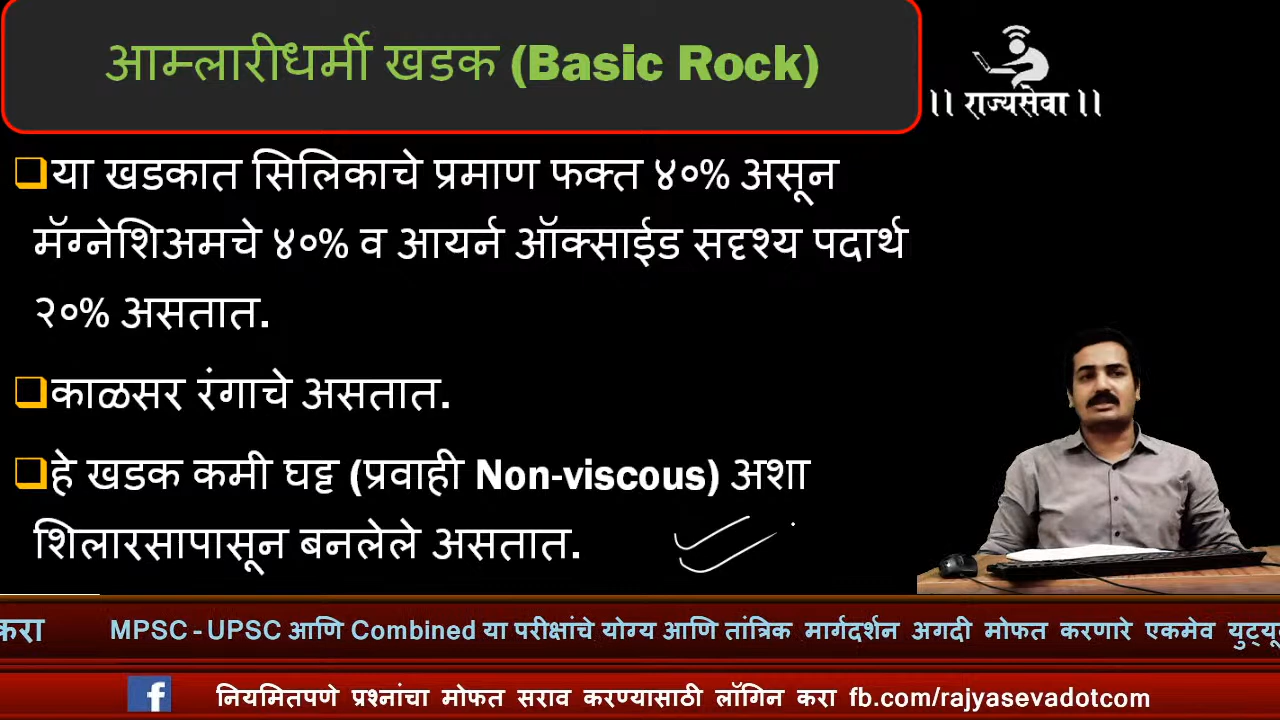 आम्लारीधर्मी खडक (Basic Rock)
।। राज्यसेवा ।।
या खडकात सिलिकाचे प्रमाण फक्त ४०% असून
मॅग्नेशिअमचे ४०% व आयर्न ऑक्साईड सदृश्य पदार्थ
२०% असतात.
काळसर रंगाचे असतात.
हे खडक कमी घट्ट (प्रवाही Non-viscous) अशा
शिलारसापासून बनलेले असतात.
करा MPSC - UPSC आणि Combined या परीक्षांचे योग्य आणि तांत्रिक मार्गदर्शन अगदी मोफत करणारे एकमेव
f नियमितपणे प्रश्नांचा मोफत सराव करण्यासाठी लॉगिन करा fb.com/rajyasevadotcom